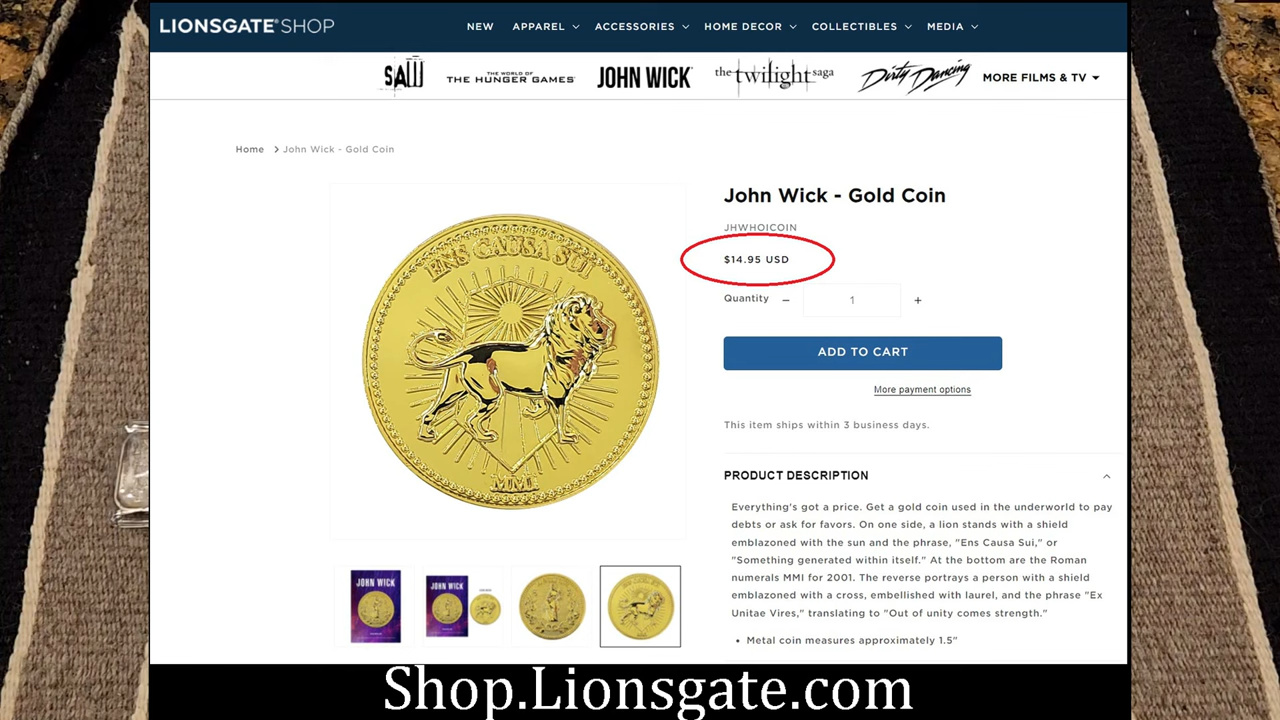 LIONSGATE SHOP
NEW APPAREL ACCESSORIES HOME DECOR COLLECTIBLES MEDIA
SAW THE WORLD OF THE HUNGER GAMES JOHN WICK the twilight saga Dirty Dancing MORE FILMS & TV
Home > John Wick - Gold Coin
ENS CAUSA SUI
MMI
John Wick - Gold Coin
JHWHOICOIN
$14.95 USD
Quantity − 1 +
ADD TO CART
More payment options
This item ships within 3 business days.
PRODUCT DESCRIPTION
Everything's got a price. Get a gold coin used in the underworld to pay
debts or ask for favors. On one side, a lion stands with a shield
emblazoned with the sun and the phrase, "Ens Causa Sui," or
"Something generated within itself." At the bottom are the Roman
numerals MMI for 2001. The reverse portrays a person with a shield
emblazoned with a cross, embellished with laurel, and the phrase "Ex
Unitae Vires," translating to "Out of unity comes strength."
• Metal coin measures approximately 1.5"
JOHN WICK
JOHN WICK
Shop.Lionsgate.com